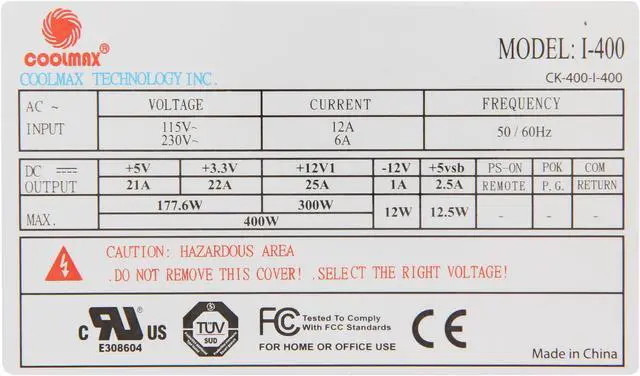 COOLMAX®
COOLMAX TECHNOLOGY INC.
MODEL: I-400
CK-400-I-400
AC ~ VOLTAGE CURRENT FREQUENCY
INPUT 115V~ 12A 50 / 60Hz
230V~ 6A
DC +5V +3.3V +12V1 -12V +5vsb PS-ON POK COM
OUTPUT 21A 22A 25A 1A 2.5A REMOTE P.G. RETURN
MAX. 177.6W 300W 12W 12.5W - - -
400W
CAUTION: HAZARDOUS AREA
.DO NOT REMOVE THIS COVER! .SELECT THE RIGHT VOLTAGE!
C RU US
E308604
TÜV
SUD
FC Tested To Comply
With FCC Standards
FOR HOME OR OFFICE USE
CE
Made in China